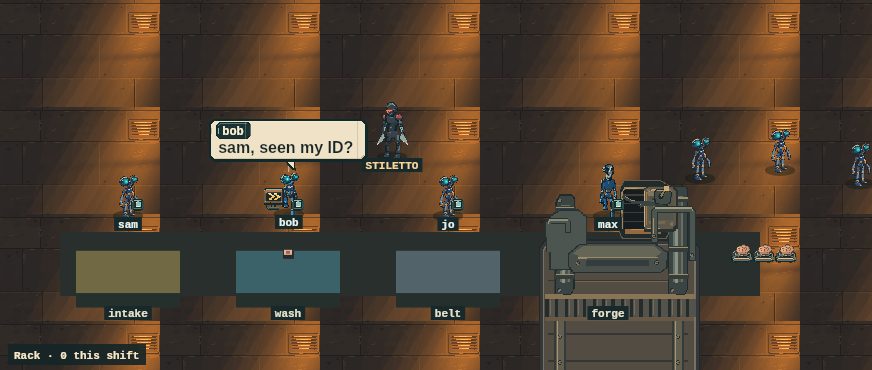 bob
sam, seen my ID?
STILETTO
sam
bob
jo
max
intake
wash
belt
forge
Rack · 0 this shift